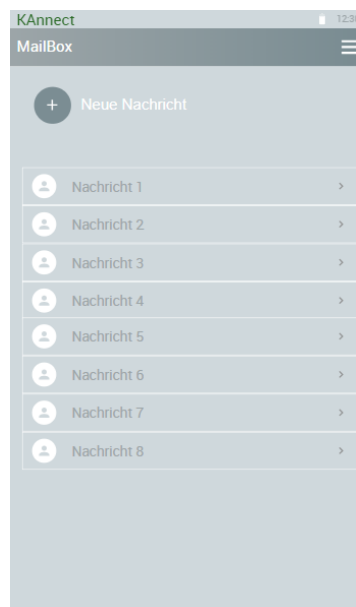 KAnnect 12.30
MailBox
+ Neue Nachricht
Nachricht 1
Nachricht 2
Nachricht 3
Nachricht 4
Nachricht 5
Nachricht 6
Nachricht 7
Nachricht 8